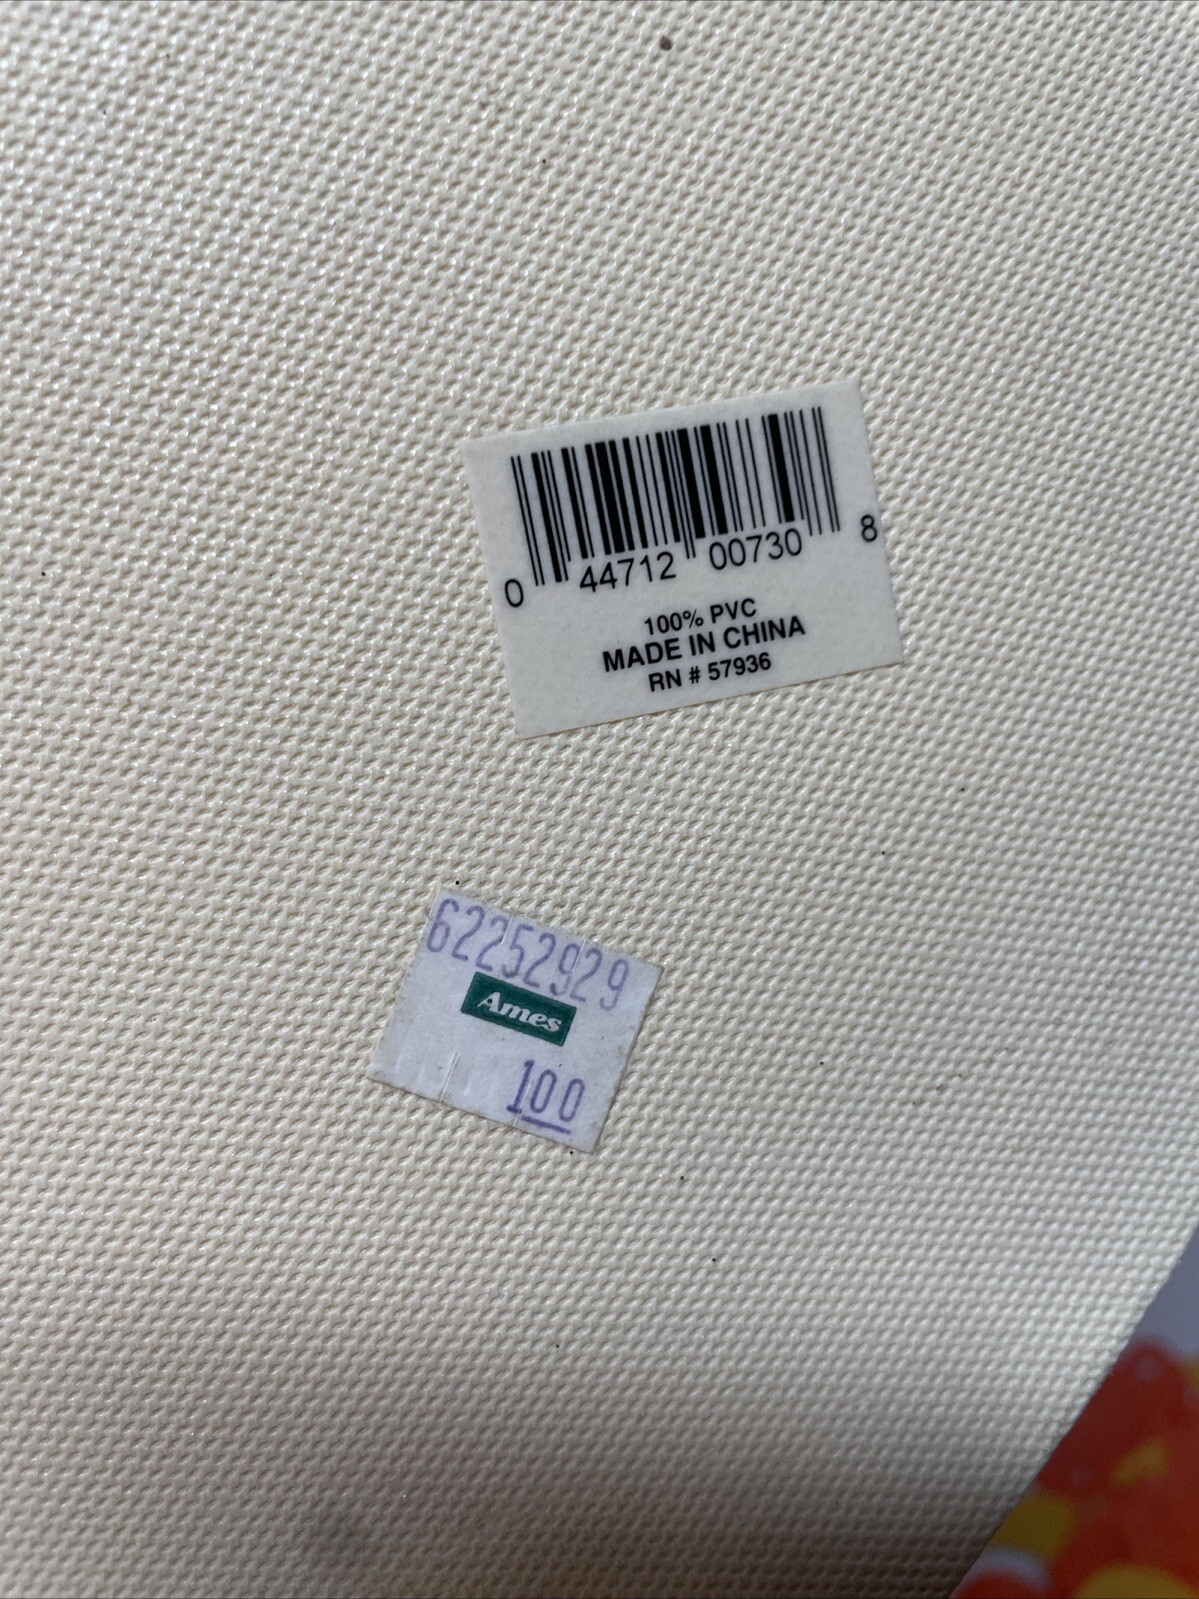 0 44712 00730 8
100% PVC
MADE IN CHINA
RN # 57936
62252929
Ames
100